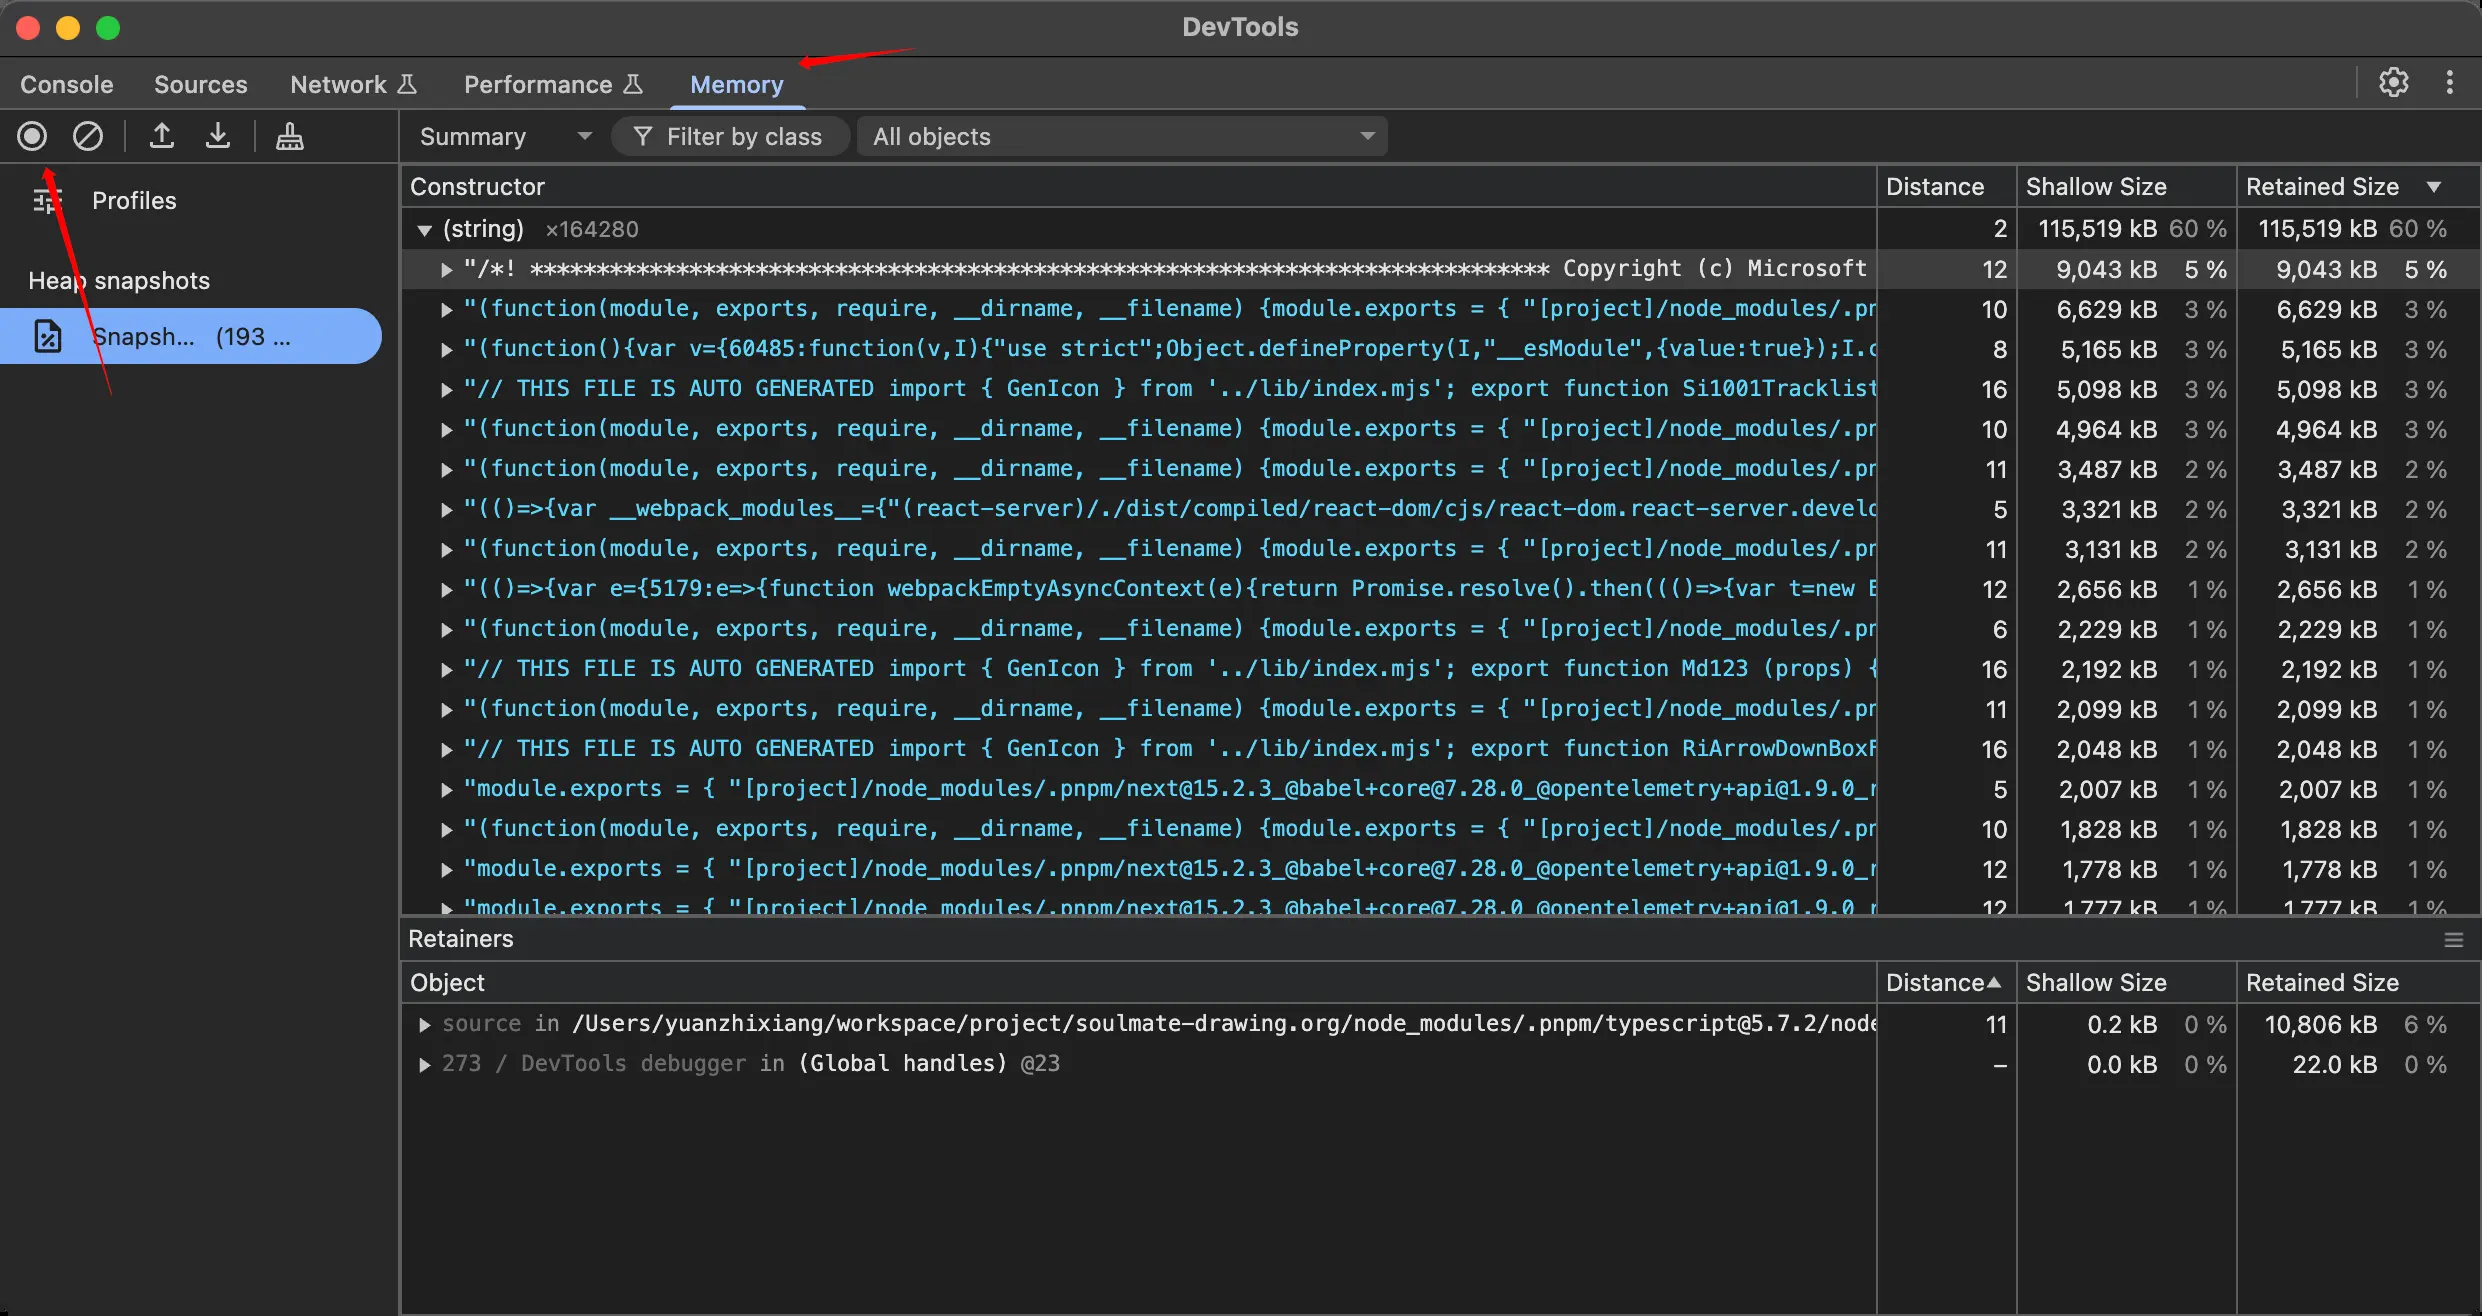 DevTools
Console Sources Network Performance Memory
Summary Filter by class All objects
Profiles
Heap snapshots
Snapsh... (193 ...
Constructor Distance Shallow Size Retained Size ▼
▼ (string) ×164280 2 115,519 kB 60 % 115,519 kB 60 %
▶ "/*! ***************************************************************************** Copyright (c) Microsoft 12 9,043 kB 5 % 9,043 kB 5 %
▶ "(function(module, exports, require, __dirname, __filename) {module.exports = { "[project]/node_modules/.pn 10 6,629 kB 3 % 6,629 kB 3 %
▶ "(function(){var v={60485:function(v,I){"use strict";Object.defineProperty(I,"__esModule",{value:true});I.c 8 5,165 kB 3 % 5,165 kB 3 %
▶ "// THIS FILE IS AUTO GENERATED import { GenIcon } from '../lib/index.mjs'; export function Si1001Tracklist 16 5,098 kB 3 % 5,098 kB 3 %
▶ "(function(module, exports, require, __dirname, __filename) {module.exports = { "[project]/node_modules/.pn 10 4,964 kB 3 % 4,964 kB 3 %
▶ "(function(module, exports, require, __dirname, __filename) {module.exports = { "[project]/node_modules/.pn 11 3,487 kB 2 % 3,487 kB 2 %
▶ "(()=>{var __webpack_modules__={"(react-server)/./dist/compiled/react-dom/cjs/react-dom.react-server.develo 5 3,321 kB 2 % 3,321 kB 2 %
▶ "(function(module, exports, require, __dirname, __filename) {module.exports = { "[project]/node_modules/.pn 11 3,131 kB 2 % 3,131 kB 2 %
▶ "(()=>{var e={5179:e=>{function webpackEmptyAsyncContext(e){return Promise.resolve().then((()=>{var t=new E 12 2,656 kB 1 % 2,656 kB 1 %
▶ "(function(module, exports, require, __dirname, __filename) {module.exports = { "[project]/node_modules/.pn 6 2,229 kB 1 % 2,229 kB 1 %
▶ "// THIS FILE IS AUTO GENERATED import { GenIcon } from '../lib/index.mjs'; export function Md123 (props) { 16 2,192 kB 1 % 2,192 kB 1 %
▶ "(function(module, exports, require, __dirname, __filename) {module.exports = { "[project]/node_modules/.pn 11 2,099 kB 1 % 2,099 kB 1 %
▶ "// THIS FILE IS AUTO GENERATED import { GenIcon } from '../lib/index.mjs'; export function RiArrowDownBoxF 16 2,048 kB 1 % 2,048 kB 1 %
▶ "module.exports = { "[project]/node_modules/.pnpm/next@15.2.3_@babel+core@7.28.0_@opentelemetry+api@1.9.0_r 5 2,007 kB 1 % 2,007 kB 1 %
▶ "(function(module, exports, require, __dirname, __filename) {module.exports = { "[project]/node_modules/.pn 10 1,828 kB 1 % 1,828 kB 1 %
▶ "module.exports = { "[project]/node_modules/.pnpm/next@15.2.3_@babel+core@7.28.0_@opentelemetry+api@1.9.0_r 12 1,778 kB 1 % 1,778 kB 1 %
▶ "module.exports = { "[project]/node_modules/.pnpm/next@15.2.3_@babel+core@7.28.0_@opentelemetry+api@1.9.0_r 12 1,777 kB 1 % 1,777 kB 1 %
Retainers
Object Distance▲ Shallow Size Retained Size
▶ source in /Users/yuanzhixiang/workspace/project/soulmate-drawing.org/node_modules/.pnpm/typescript@5.7.2/node 11 0.2 kB 0 % 10,806 kB 6 %
▶ 273 / DevTools debugger in (Global handles) @23 – 0.0 kB 0 % 22.0 kB 0 %